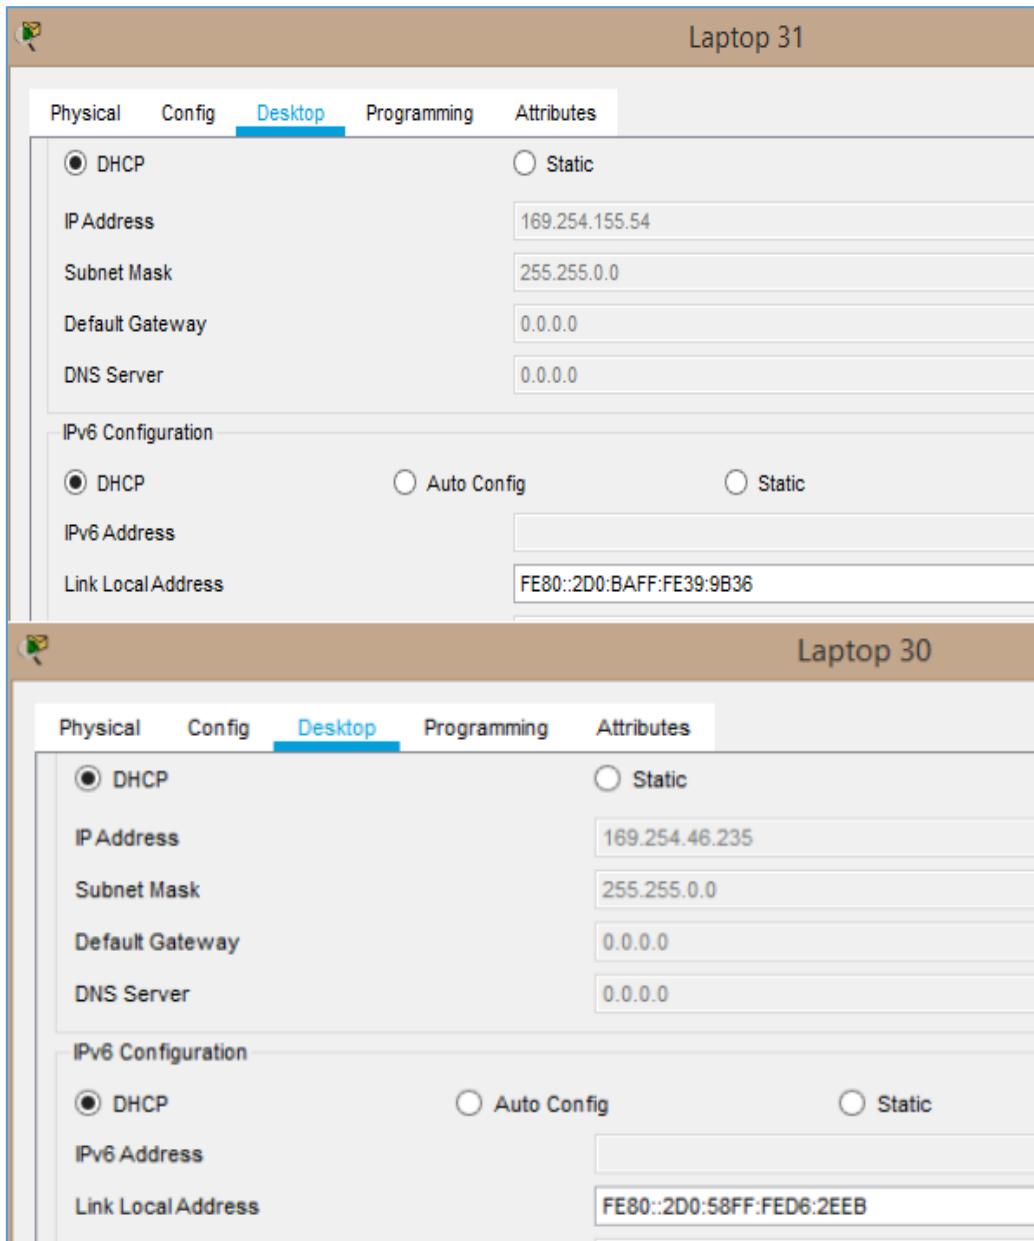 Laptop 31
Physical Config Desktop Programming Attributes
DHCP Static
IP Address 169.254.155.54
Subnet Mask 255.255.0.0
Default Gateway 0.0.0.0
DNS Server 0.0.0.0
IPv6 Configuration
DHCP Auto Config Static
IPv6 Address
Link Local Address FE80::2D0:BAFF:FE39:9B36
Laptop 30
Physical Config Desktop Programming Attributes
DHCP Static
IP Address 169.254.46.235
Subnet Mask 255.255.0.0
Default Gateway 0.0.0.0
DNS Server 0.0.0.0
IPv6 Configuration
DHCP Auto Config Static
IPv6 Address
Link Local Address FE80::2D0:58FF:FED6:2EEB